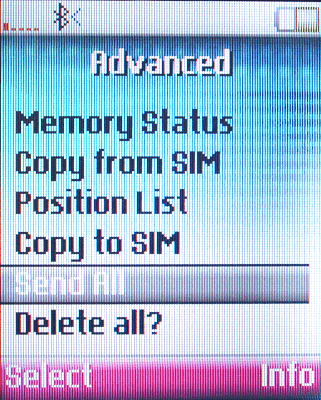 Advanced
Memory Status
Copy from SIM
Position List
Copy to SIM
Send All
Delete all?
Select Info